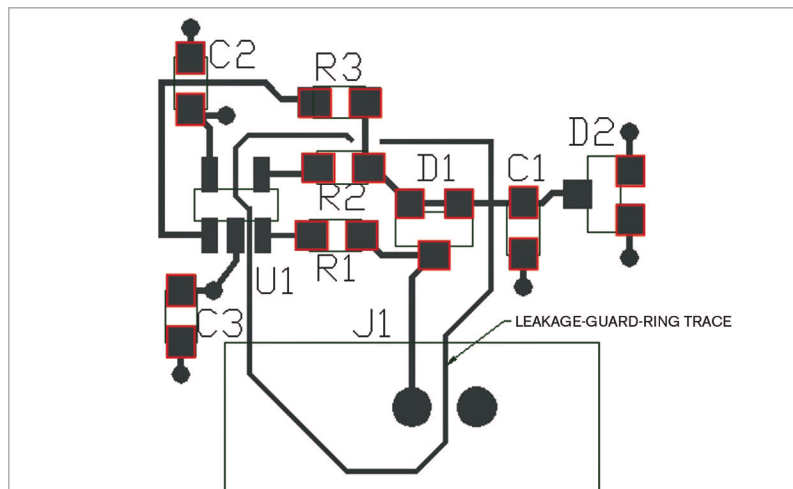 C2
R3
D2
D1
C1
R2
R1
U1
C3
J1
LEAKAGE-GUARD-RING TRACE